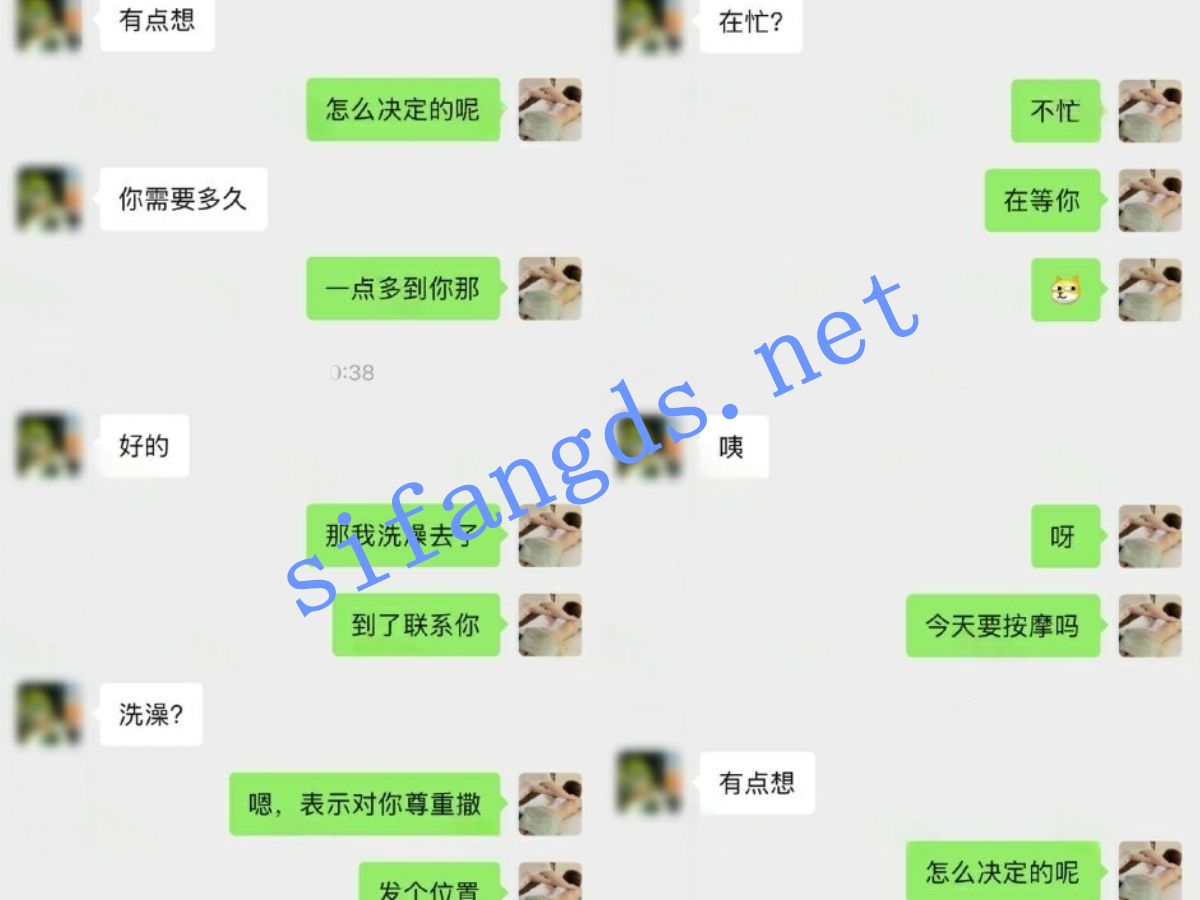 有点想
怎么决定的呢
你需要多久
一点多到你那
0:38
好的
那我洗澡去了
到了联系你
洗澡?
嗯，表示对你尊重撒
发个位置
在忙?
不忙
在等你
咦
呀
今天要按摩吗
有点想
怎么决定的呢
sifangds.net